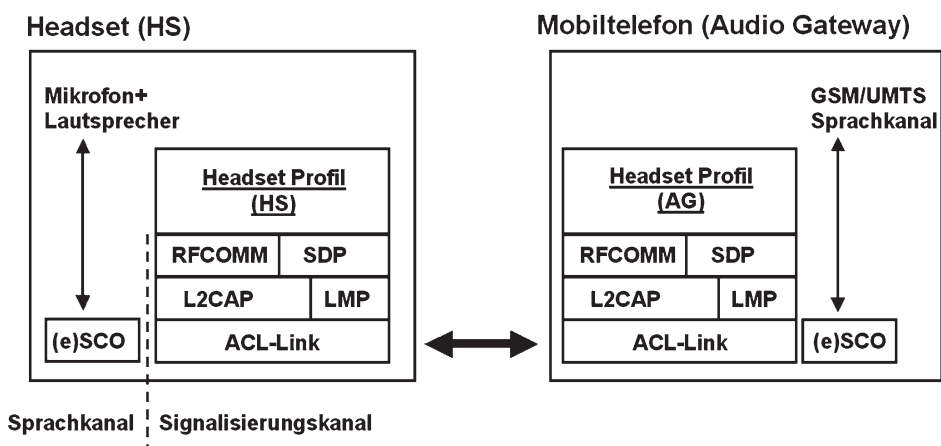 Headset (HS)
Mobiltelefon (Audio Gateway)
Mikrofon+
Lautsprecher
Headset Profil
(HS)
RFCOMM
SDP
L2CAP
LMP
(e)SCO
ACL-Link
GSM/UMTS
Sprachkanal
Headset Profil
(AG)
RFCOMM
SDP
L2CAP
LMP
ACL-Link
(e)SCO
Sprachkanal
Signalisierungskanal